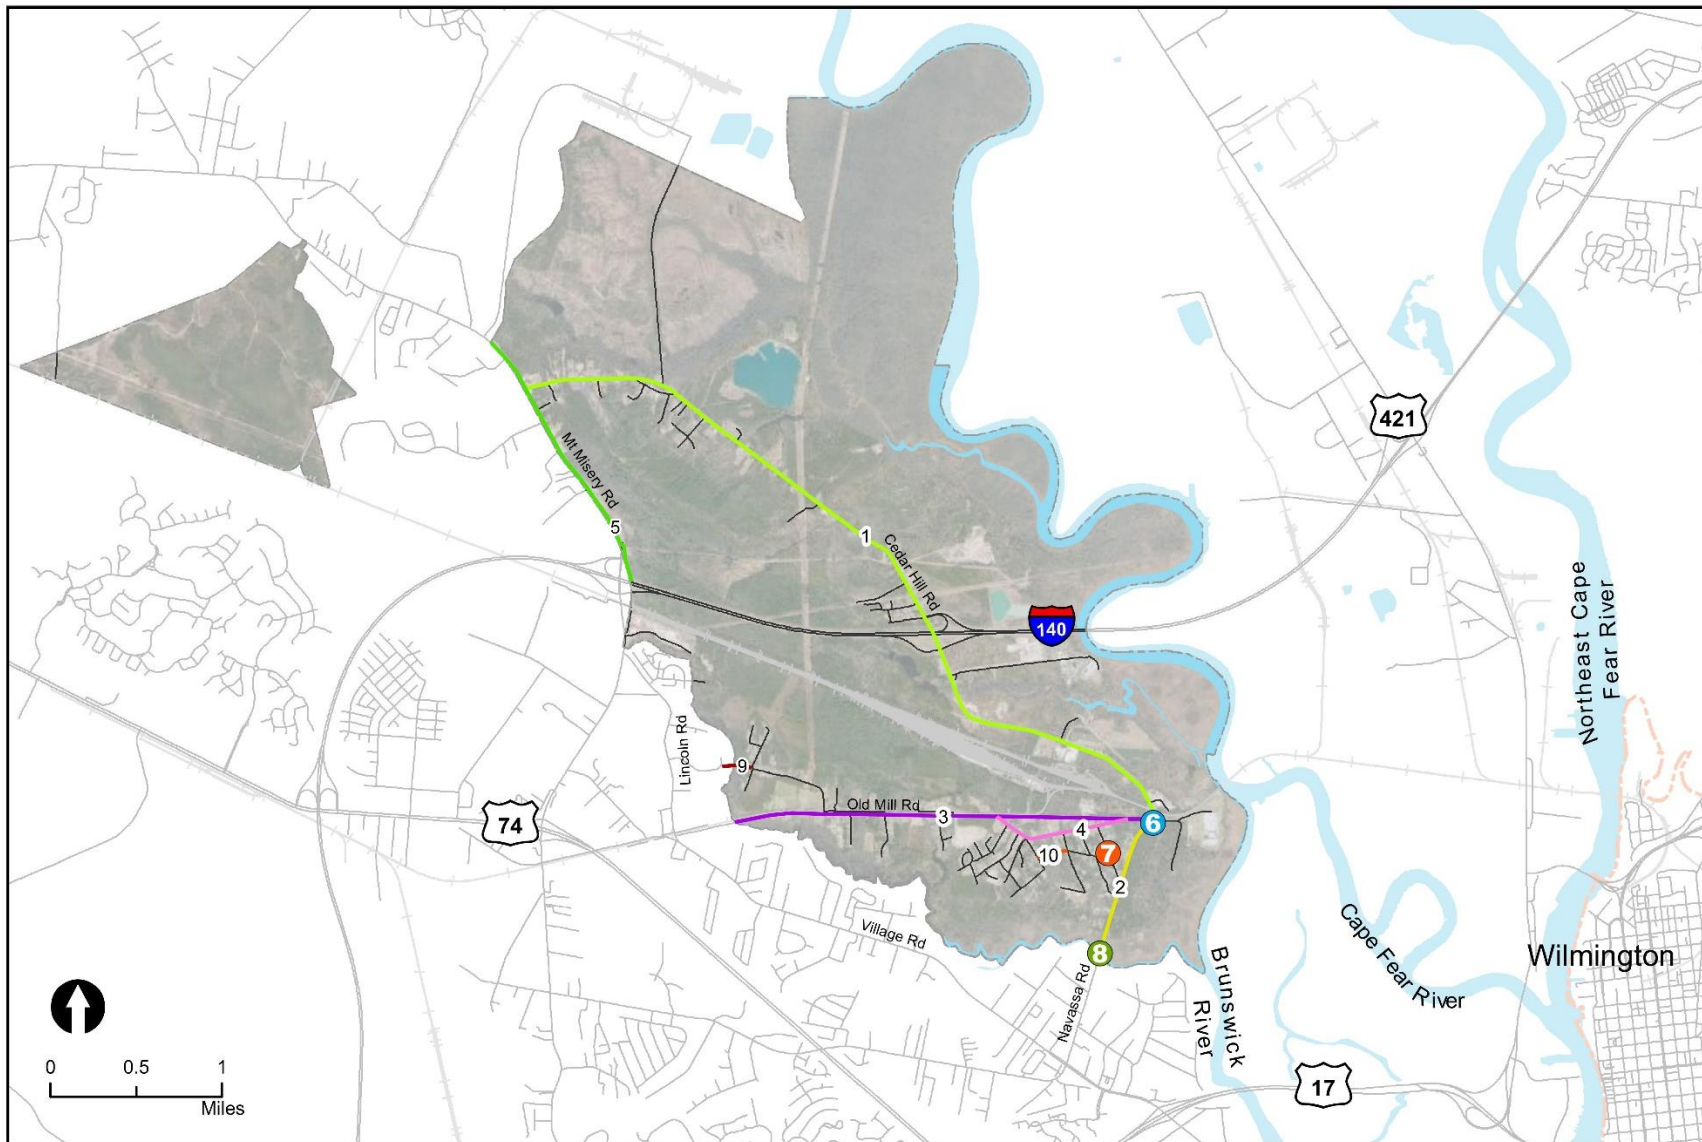 421
Mt Misery Rd
5
1
Cedar Hill Rd
140
Northeast Cape
Fear River
Lincoln Rd
9
74
Old Mill Rd
3
4
6
10
7
2
Village Rd
8
Navassa Rd
Brunswick
River
Cape Fear River
Wilmington
17
0 0.5 1
Miles